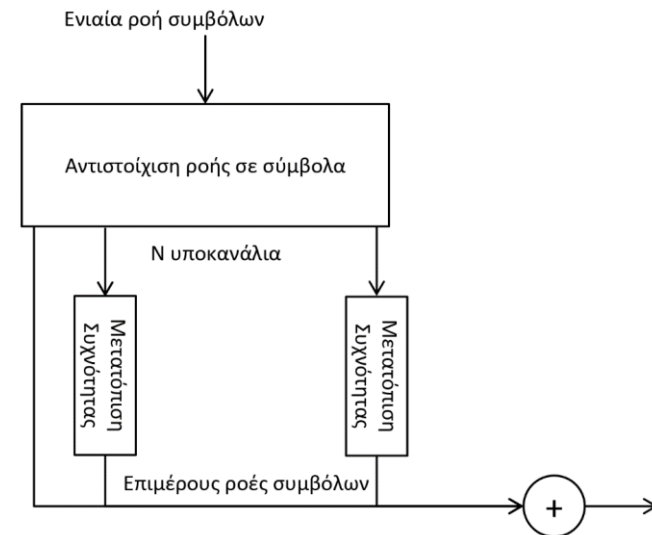 Ενιαία ροή συμβόλων
Αντιστοίχιση ροής σε σύμβολα
Ν υποκανάλια
Μετατόπιση
Συχνότητας
Μετατόπιση
Συχνότητας
Επιμέρους ροές συμβόλων
+